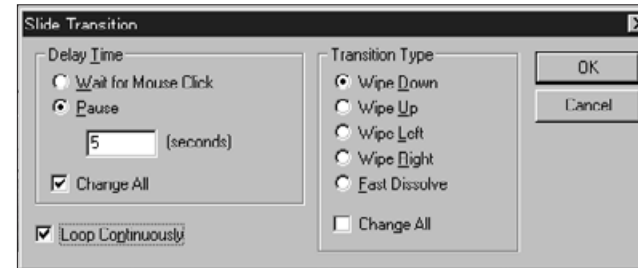 Slide Transition
Delay Time
Wait for Mouse Click
Pause
5 (seconds)
Change All
Loop Continuously
Transition Type
Wipe Down
Wipe Up
Wipe Left
Wipe Right
Fast Dissolve
Change All
OK
Cancel